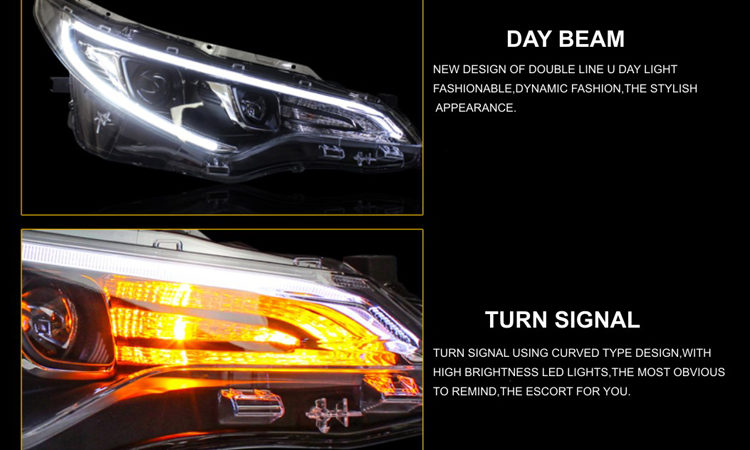 DAY BEAM
NEW DESIGN OF DOUBLE LINE U DAY LIGHT
FASHIONABLE,DYNAMIC FASHION,THE STYLISH
APPEARANCE.
TURN SIGNAL
TURN SIGNAL USING CURVED TYPE DESIGN,WITH
HIGH BRIGHTNESS LED LIGHTS,THE MOST OBVIOUS
TO REMIND,THE ESCORT FOR YOU.